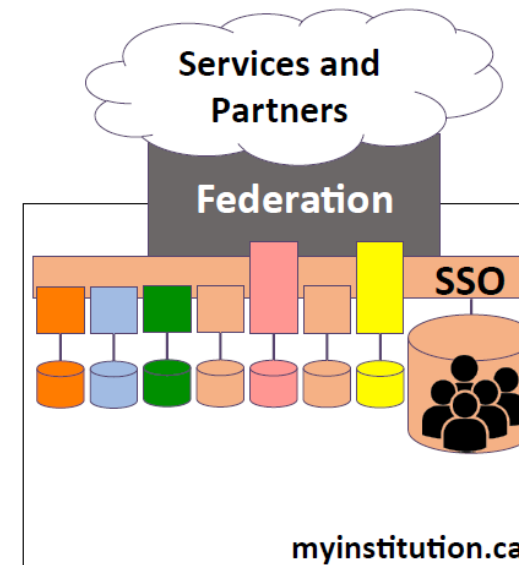 Services and
Partners
Federation
SSO
myinstitution.ca